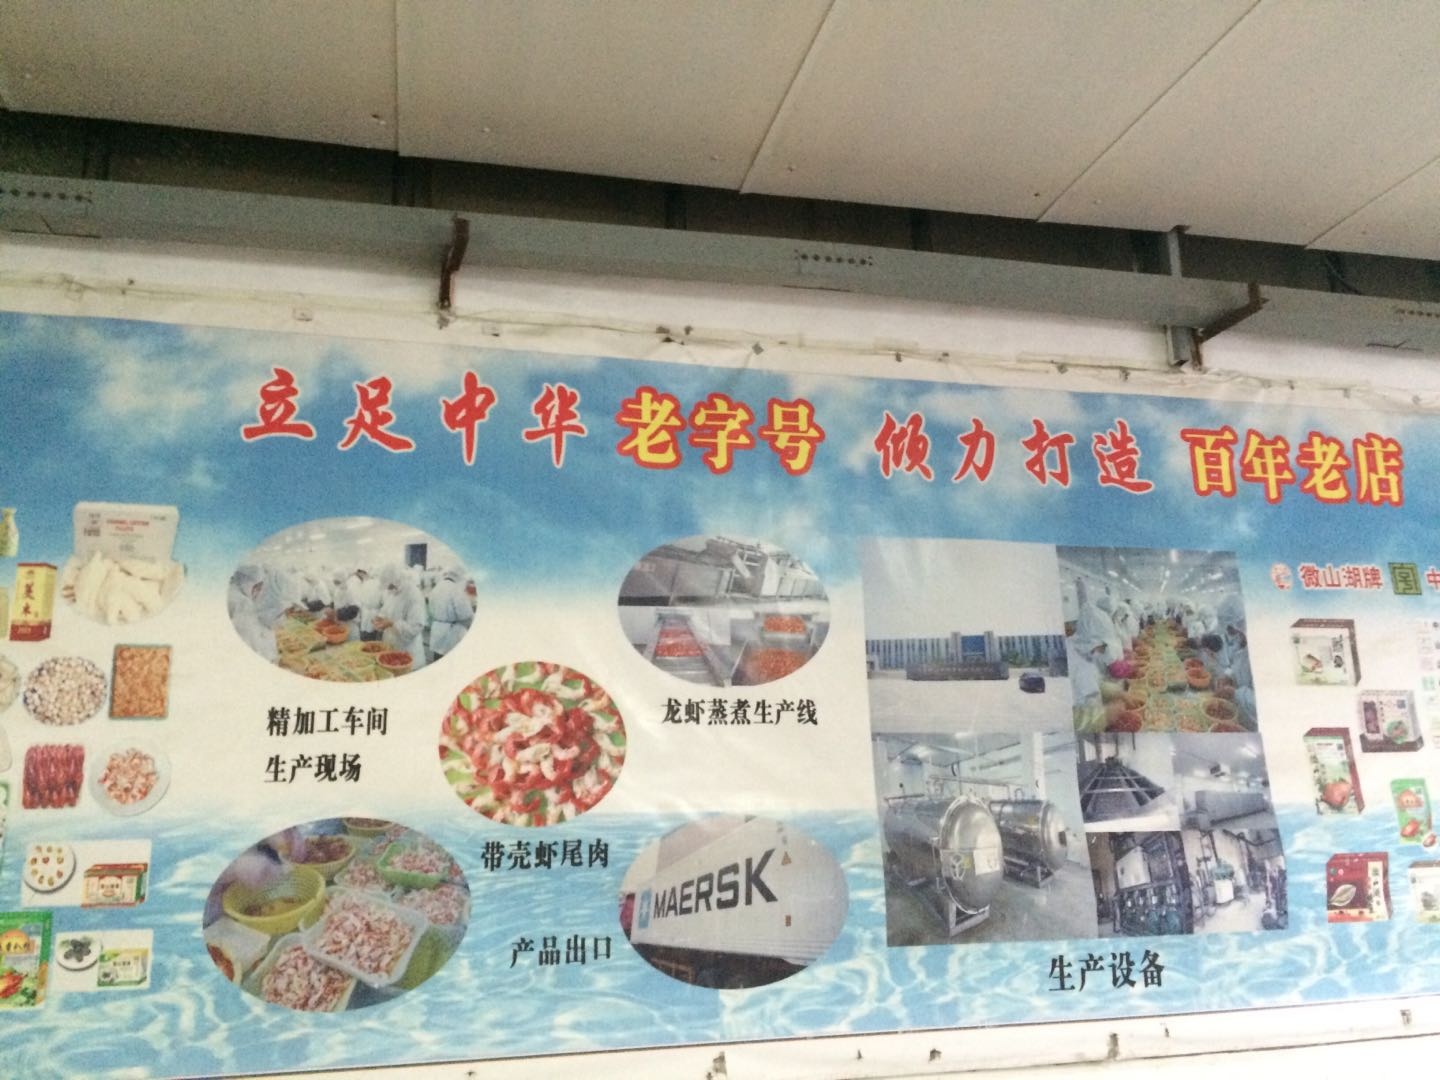 立足中华老字号 倾力打造百年老店
微山湖牌 字 中
精加工车间
生产现场
龙虾蒸煮生产线
带壳虾尾肉
产品出口
MAERSK
生产设备